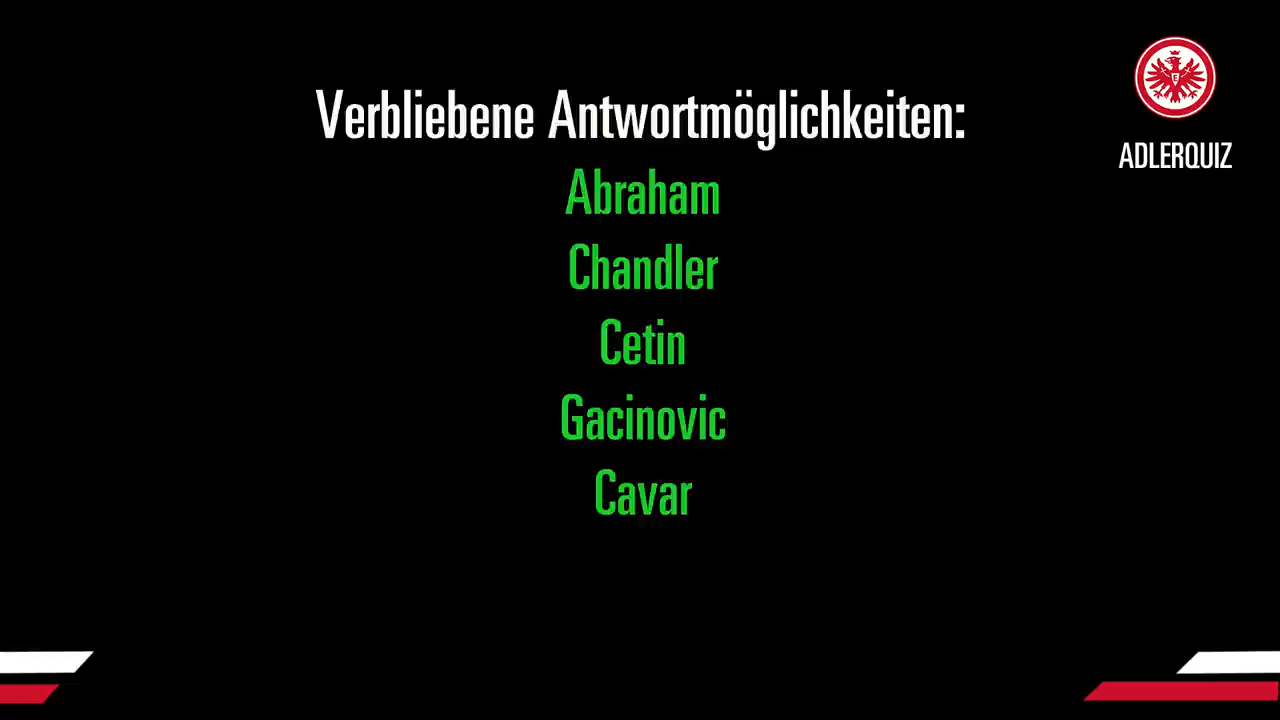 Verbliebene Antwortmöglichkeiten:
ADLERQUIZ
Abraham
Chandler
Cetin
Gacinovic
Cavar